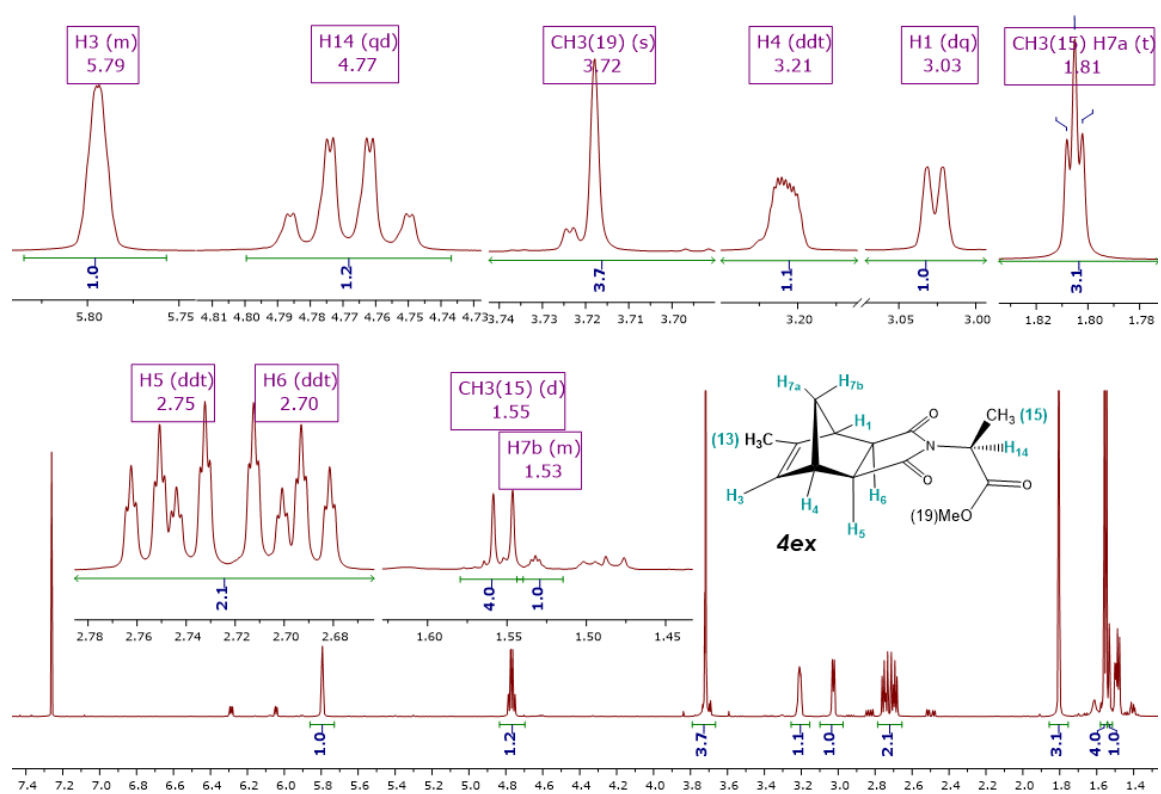 H3 (m)
5.79
H14 (qd)
4.77
CH3(19) (s)
3.72
H4 (ddt)
3.21
H1 (dq)
3.03
CH3(15) H7a (t)
1.81
1.0
1.2
3.7
1.1
1.0
3.1
5.80 5.75 4.81 4.80 4.79 4.78 4.77 4.76 4.75 4.74 4.73 3.74 3.73 3.72 3.71 3.70 3.20 3.05 3.00 1.82 1.80 1.78
H5 (ddt)
2.75
H6 (ddt)
2.70
CH3(15) (d)
1.55
H7b (m)
1.53
2.1
4.0
1.0
2.78 2.76 2.74 2.72 2.70 2.68 1.60 1.55 1.50 1.45
H7a
H7b
(13) H3C
H1
O
CH3 (15)
N
H14
H3
H4
O
H6
O
H5
(19)MeO
4ex
1.0
1.2
3.7
1.1
1.0
2.1
3.1
4.0
1.0
7.4 7.2 7.0 6.8 6.6 6.4 6.2 6.0 5.8 5.6 5.4 5.2 5.0 4.8 4.6 4.4 4.2 4.0 3.8 3.6 3.4 3.2 3.0 2.8 2.6 2.4 2.2 2.0 1.8 1.6 1.4